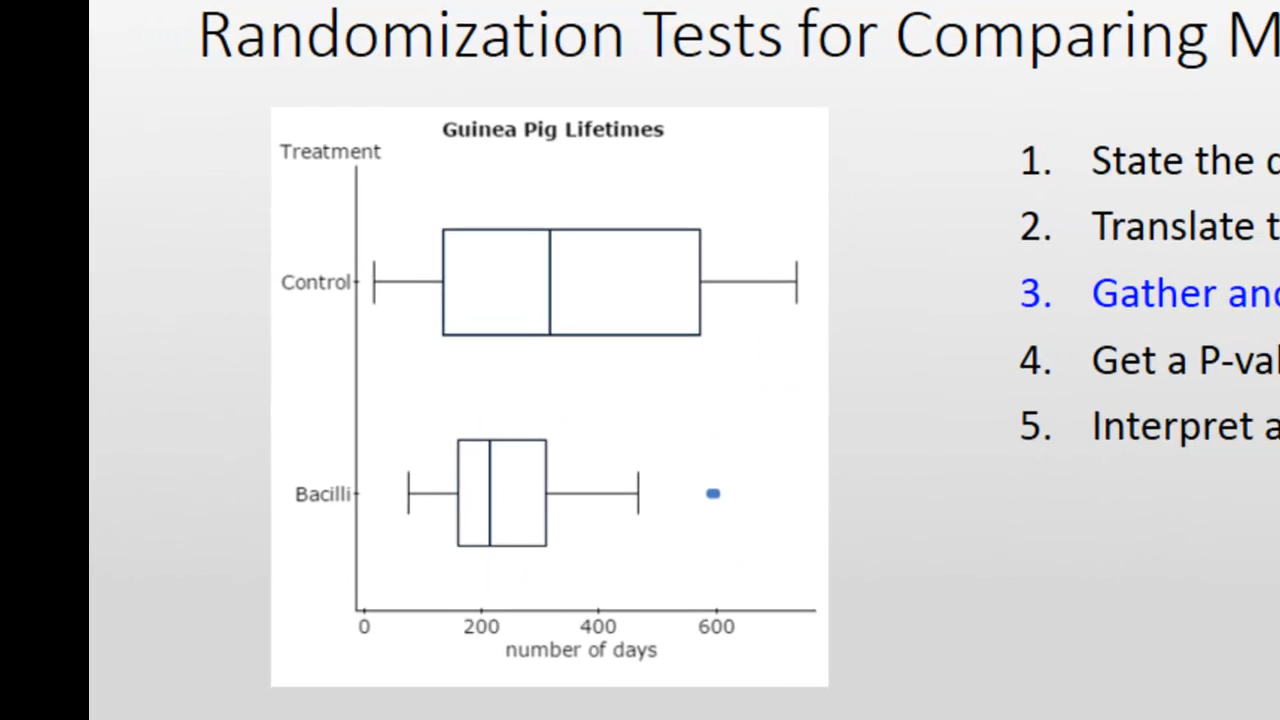 Randomization Tests for Comparing M
Guinea Pig Lifetimes
Treatment
Control
Bacilli
0 200 400 600
number of days
1. State the
2. Translate
3. Gather and
4. Get a P-val
5. Interpret a